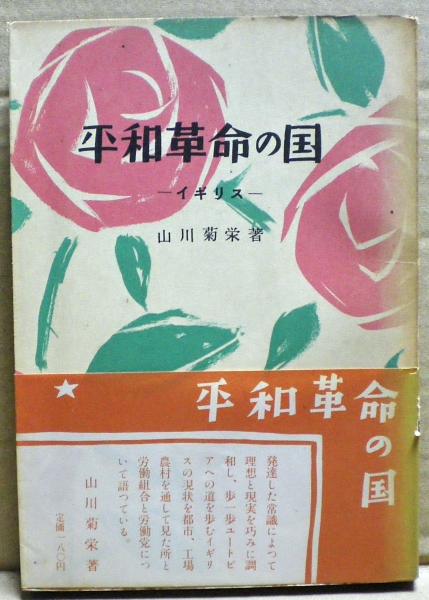 平和革命の国
―イギリス―
山川菊栄著
平和革命の国
発達した常識によつて
理想と現実を巧みに調
和し、歩一歩ユートピ
アへの道を歩むイギリ
スの現状を都市、工場
農村を通して見た所と
労働組合と労働党につ
いて語つている。
山川菊栄著
定価一八〇円